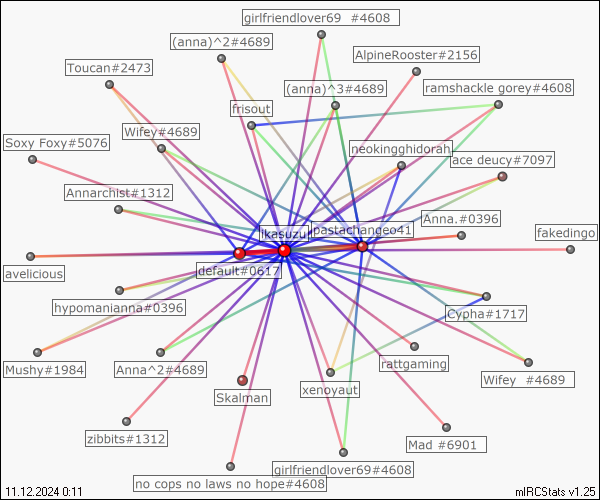 girlfriendlover69  #4608
(anna)^2#4689
AlpineRooster#2156
Toucan#2473
(anna)^3#4689
ramshackle gorey#4608
frisout
Wifey#4689
Soxy Foxy#5076
neokingghidorah
ace deucy#7097
Annarchist#1312
Anna.#0396
ikasuzu
pastachangeo41
fakedingo
avelicious
default#0617
hypomanianna#0396
Cypha#1717
Mushy#1984
Anna^2#4689
rattgaming
Wifey  #4689
Skalman
xenoyaut
zibbits#1312
Mad #6901
girlfriendlover69#4608
no cops no laws no hope#4608
11.12.2024 0:11
mIRCStats v1.25